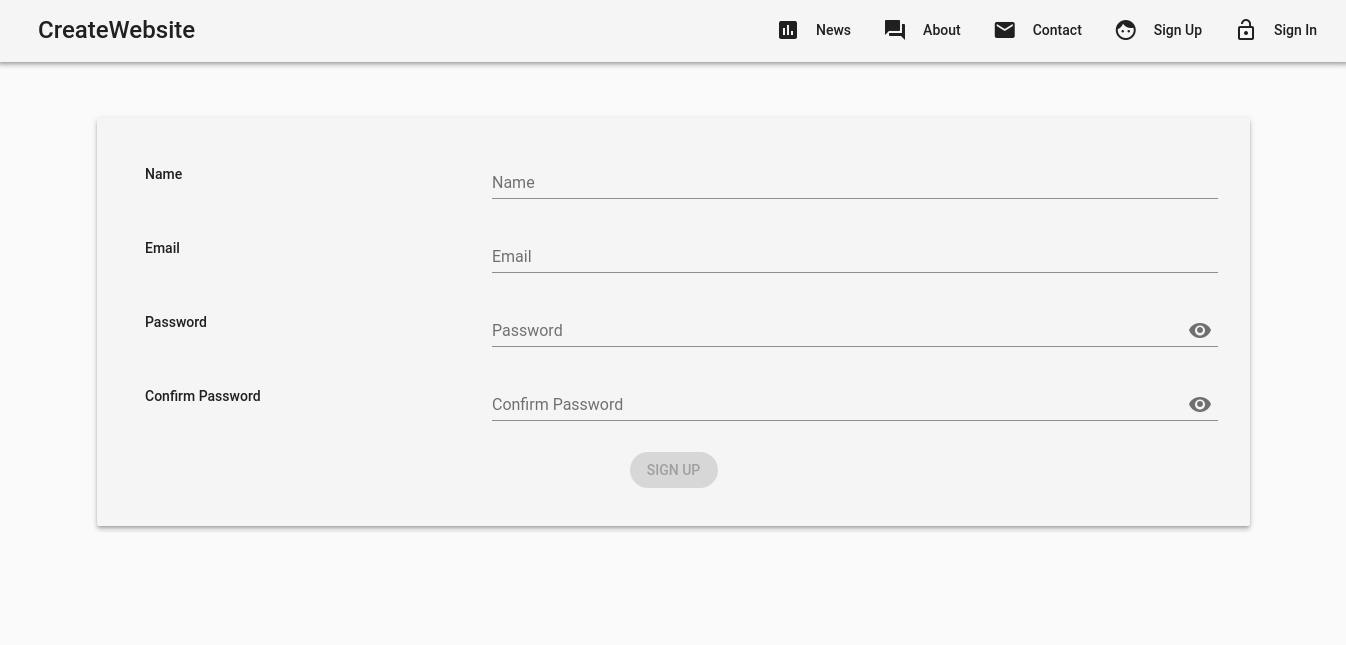 CreateWebsite
News
About
Contact
Sign Up
Sign In
Name
Name
Email
Email
Password
Password
Confirm Password
Confirm Password
SIGN UP